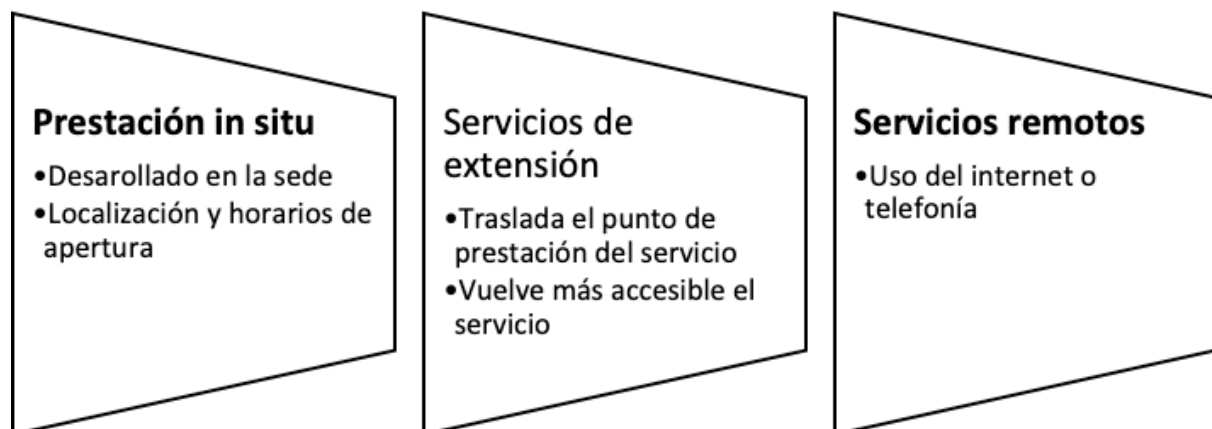 Prestación in situ
•Desarollado en la sede
•Localización y horarios de
apertura
Servicios de
extensión
•Traslada el punto de
prestación del servicio
•Vuelve más accesible el
servicio
Servicios remotos
•Uso del internet o
telefonía